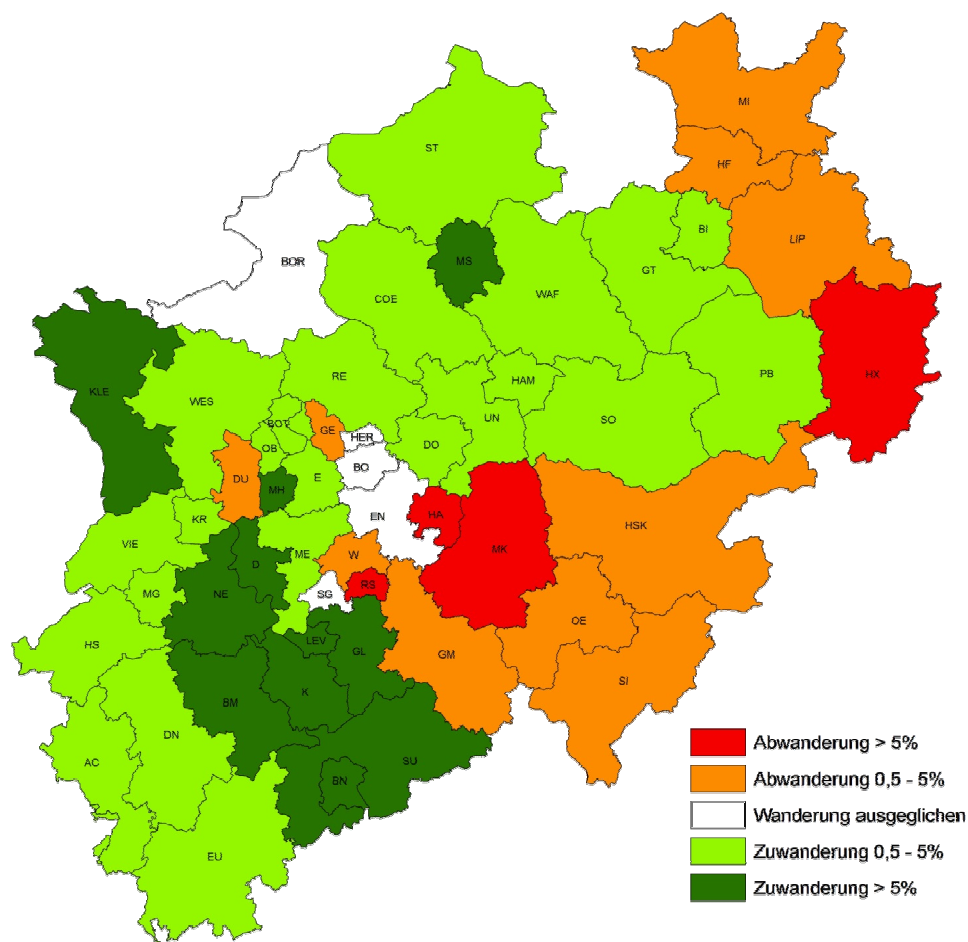 MI
ST
HF
BI
LIP
BOR
MS
GT
WAF
COE
HX
PB
RE
HAM
KLE
WES
UN
SO
BOT
GE
HER
DO
OB
BO
DU
MH
E
HA
EN
HSK
KR
VIE
ME
W
MK
D
RS
NE
SG
MG
OE
LEV
HS
GL
GM
SI
K
BM
DN
SU
AC
BN
EU
Abwanderung > 5%
Abwanderung 0,5 - 5%
Wanderung ausgeglichen
Zuwanderung 0,5 - 5%
Zuwanderung > 5%